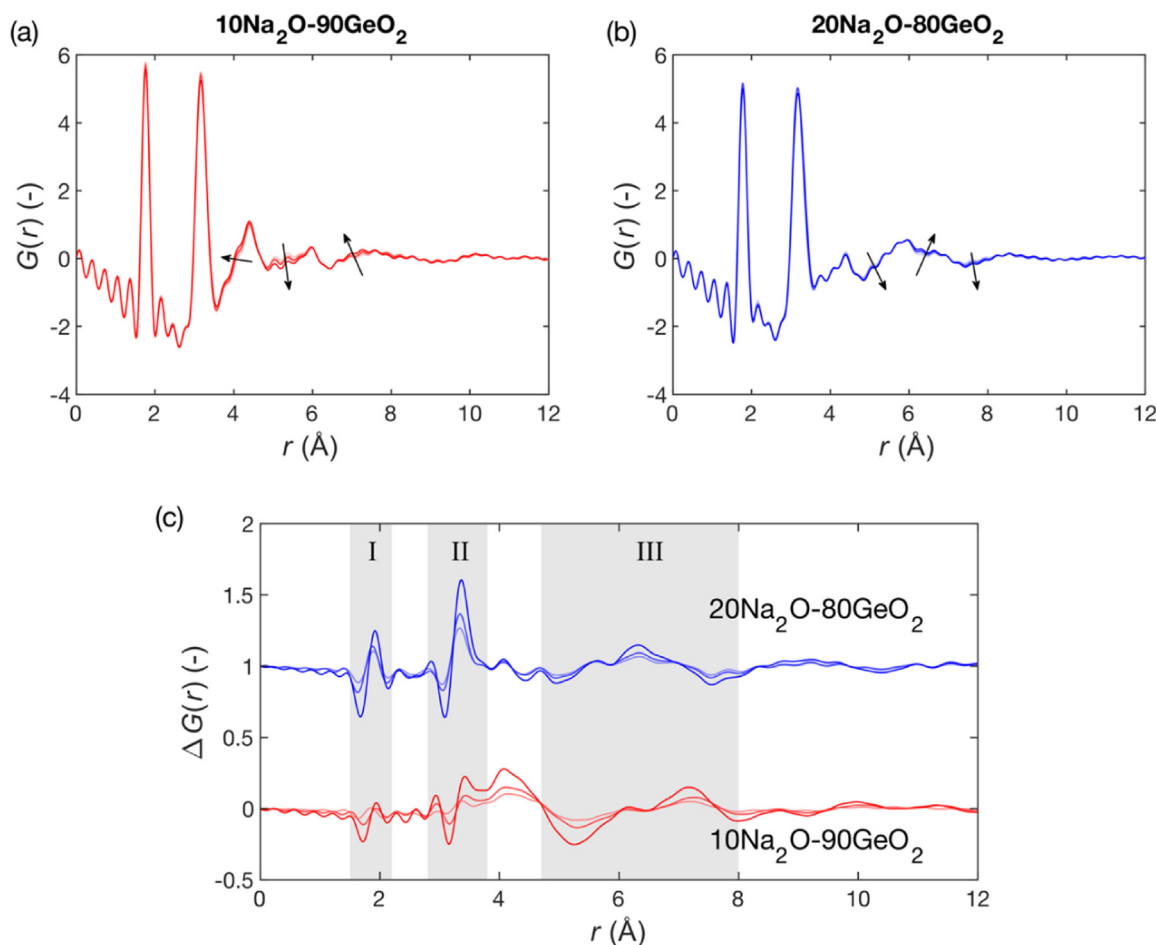 (a)
10Na₂O-90GeO₂
6
4
2
0
-2
-4
G(r) (-)
0 2 4 6 8 10 12
r (Å)
(b)
20Na₂O-80GeO₂
6
4
2
0
-2
-4
G(r) (-)
0 2 4 6 8 10 12
r (Å)
(c)
2
1.5
1
0.5
0
-0.5
ΔG(r) (-)
I II III
20Na₂O-80GeO₂
10Na₂O-90GeO₂
0 2 4 6 8 10 12
r (Å)